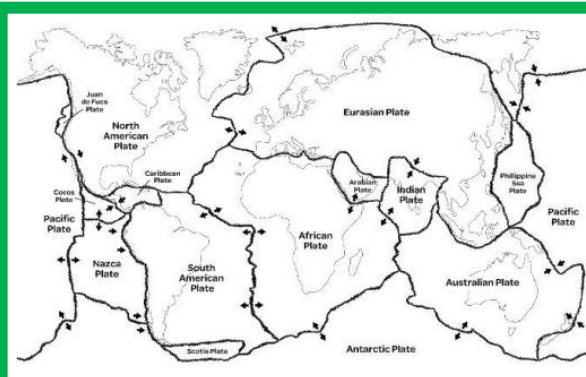 Juan
de Fuca
Plate
North
American
Plate
Caribbean
Plate
Cocos
Plate
Pacific
Plate
Nazca
Plate
South
American
Plate
Scotia Plate
Eurasian Plate
Arabian
Plate
Indian
Plate
African
Plate
Antarctic Plate
Philippine
Sea
Plate
Pacific
Plate
Australian Plate